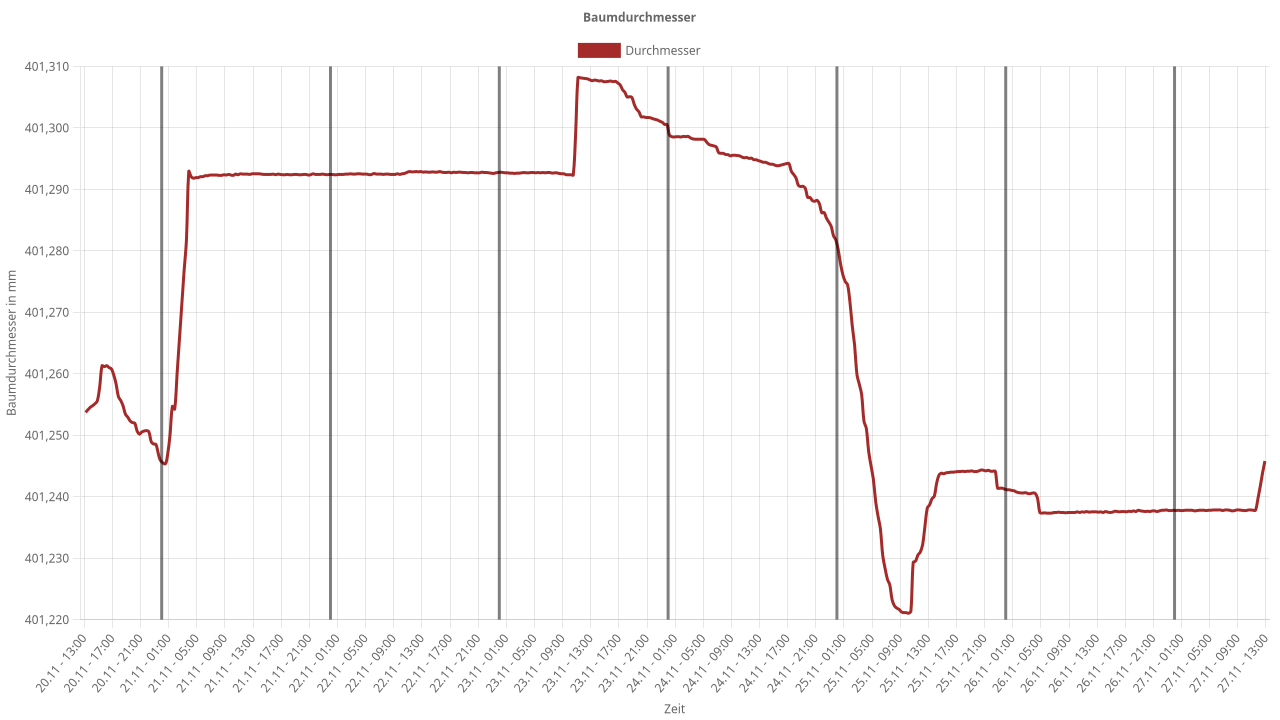 Baumdurchmesser
Durchmesser
401,310
401,300
401,290
401,280
401,270
401,260
401,250
401,240
401,230
401,220
Baumdurchmesser in mm
20.11 - 13:00
20.11 - 17:00
20.11 - 21:00
21.11 - 01:00
21.11 - 05:00
21.11 - 09:00
21.11 - 13:00
21.11 - 17:00
21.11 - 21:00
22.11 - 01:00
22.11 - 05:00
22.11 - 09:00
22.11 - 13:00
22.11 - 17:00
22.11 - 21:00
23.11 - 01:00
23.11 - 05:00
23.11 - 09:00
23.11 - 13:00
23.11 - 17:00
23.11 - 21:00
24.11 - 01:00
24.11 - 05:00
24.11 - 09:00
24.11 - 13:00
24.11 - 17:00
24.11 - 21:00
25.11 - 01:00
25.11 - 05:00
25.11 - 09:00
25.11 - 13:00
25.11 - 17:00
25.11 - 21:00
26.11 - 01:00
26.11 - 05:00
26.11 - 09:00
26.11 - 13:00
26.11 - 17:00
26.11 - 21:00
27.11 - 01:00
27.11 - 05:00
27.11 - 09:00
27.11 - 13:00
Zeit